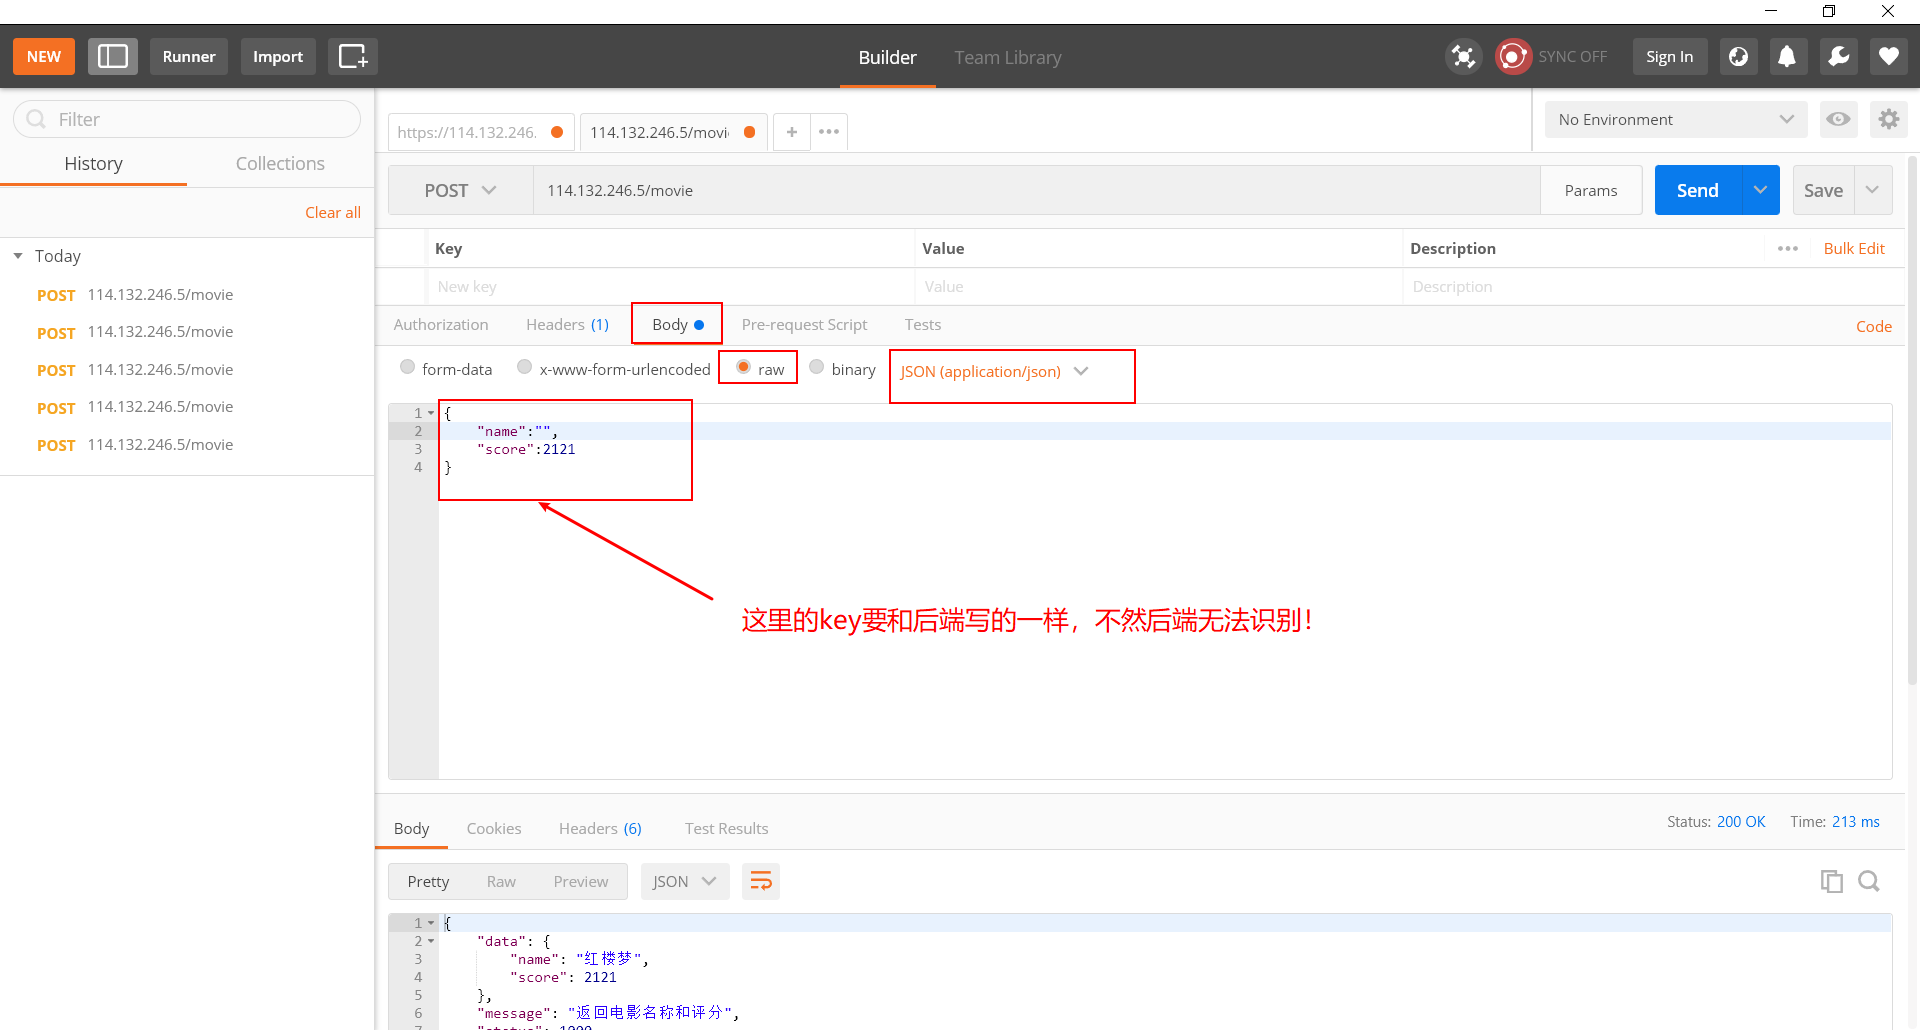 NEW
Runner
Import
Builder
Team Library
SYNC OFF
Sign In
Filter
History
Collections
Clear all
Today
POST 114.132.246.5/movie
POST 114.132.246.5/movie
POST 114.132.246.5/movie
POST 114.132.246.5/movie
POST 114.132.246.5/movie
https://114.132.246.
114.132.246.5/movi
No Environment
POST
114.132.246.5/movie
Params
Send
Save
Key
Value
Description
Bulk Edit
New key
Value
Description
Authorization
Headers (1)
Body
Pre-request Script
Tests
Code
form-data
x-www-form-urlencoded
raw
binary
JSON (application/json)
1 {
2 "name":"",
3 "score":2121
4 }
这里的key要和后端写的一样，不然后端无法识别！
Body
Cookies
Headers (6)
Test Results
Status: 200 OK
Time: 213 ms
Pretty
Raw
Preview
JSON
1 {
2 "data": {
3 "name": "红楼梦",
4 "score": 2121
5 },
6 "message": "返回电影名称和评分",